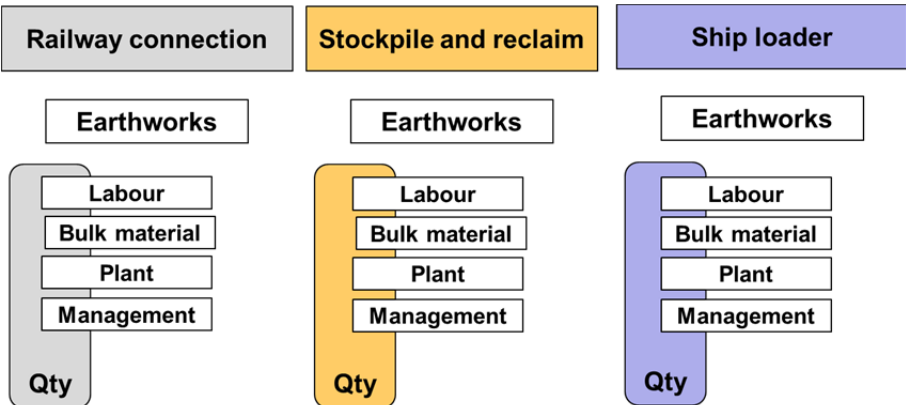 Railway connection
Stockpile and reclaim
Ship loader
Earthworks
Earthworks
Earthworks
Labour
Bulk material
Plant
Management
Qty
Labour
Bulk material
Plant
Management
Qty
Labour
Bulk material
Plant
Management
Qty